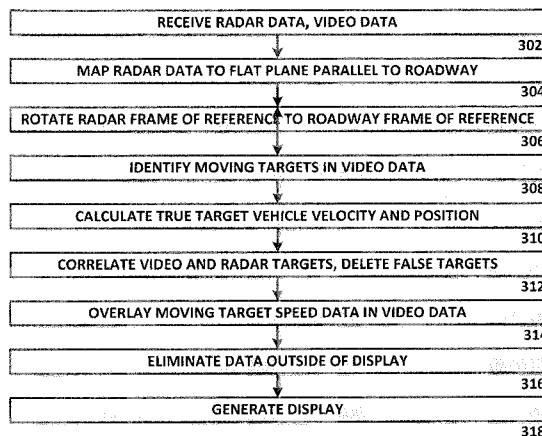 RECEIVE RADAR DATA, VIDEO DATA
302
MAP RADAR DATA TO FLAT PLANE PARALLEL TO ROADWAY
304
ROTATE RADAR FRAME OF REFERENCE TO ROADWAY FRAME OF REFERENCE
306
IDENTIFY MOVING TARGETS IN VIDEO DATA
308
CALCULATE TRUE TARGET VEHICLE VELOCITY AND POSITION
310
CORRELATE VIDEO AND RADAR TARGETS, DELETE FALSE TARGETS
312
OVERLAY MOVING TARGET SPEED DATA IN VIDEO DATA
314
ELIMINATE DATA OUTSIDE OF DISPLAY
316
GENERATE DISPLAY
318